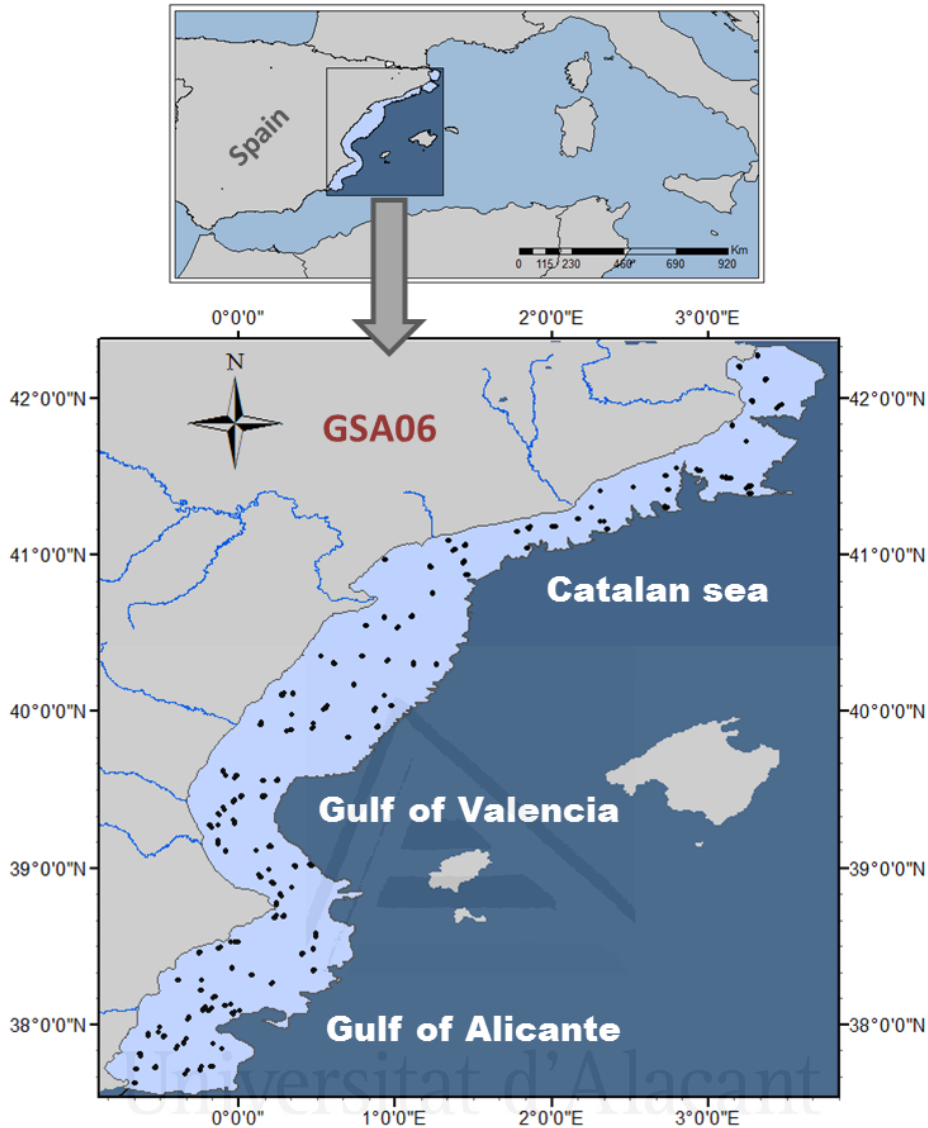 Spain
Km
0 115 230 460 690 920
0°0'0" 2°0'0"E 3°0'0"E
N
42°0'0"N 42°0'0"N
GSA06
41°0'0"N 41°0'0"N
Catalan sea
40°0'0"N 40°0'0"N
Gulf of Valencia
39°0'0"N 39°0'0"N
38°0'0"N 38°0'0"N
Gulf of Alicante
Universitat d'Alacant
0°0'0" 1°0'0"E 2°0'0"E 3°0'0"E